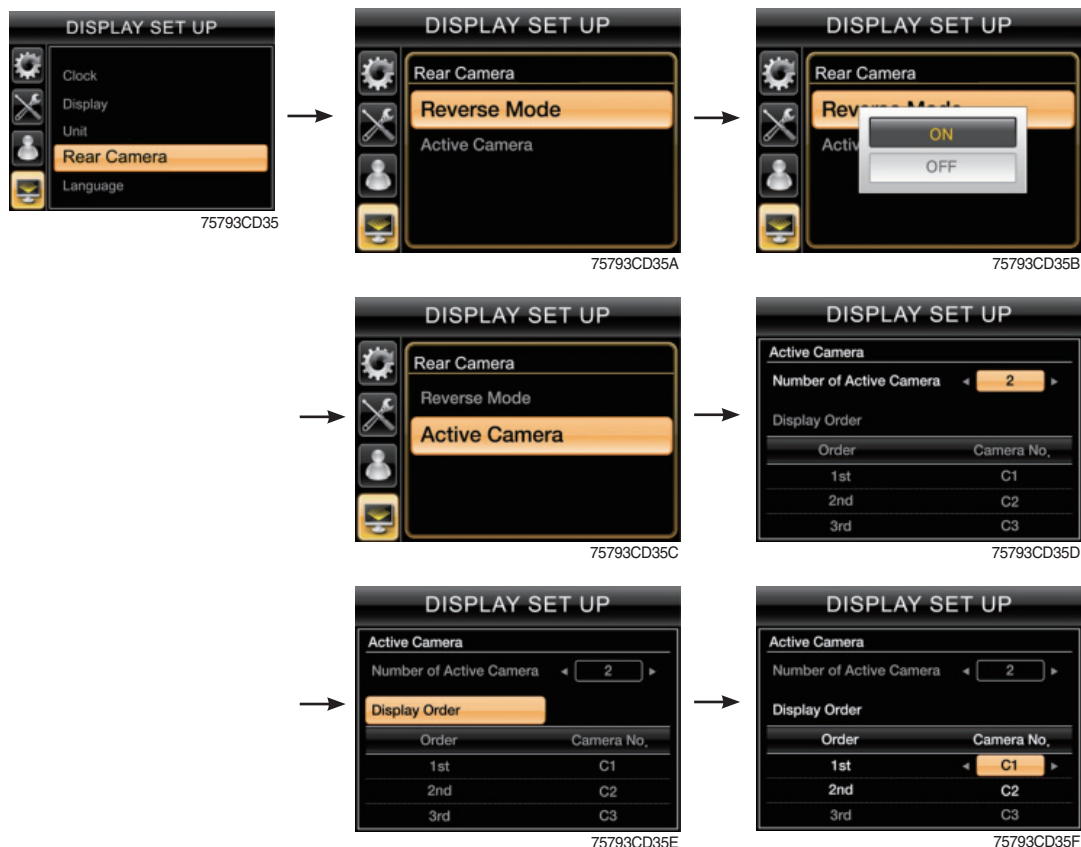 DISPLAY SET UP
Clock
Display
Unit
Rear Camera
Language
75793CD35
DISPLAY SET UP
Rear Camera
Reverse Mode
Active Camera
75793CD35A
DISPLAY SET UP
Rear Camera
Reverse Mode
Activ
ON
OFF
75793CD35B
DISPLAY SET UP
Rear Camera
Reverse Mode
Active Camera
75793CD35C
DISPLAY SET UP
Active Camera
Number of Active Camera 2
Display Order
Order Camera No.
1st C1
2nd C2
3rd C3
75793CD35D
DISPLAY SET UP
Active Camera
Number of Active Camera 2
Display Order
Order Camera No.
1st C1
2nd C2
3rd C3
75793CD35E
DISPLAY SET UP
Active Camera
Number of Active Camera 2
Display Order
Order Camera No.
1st C1
2nd C2
3rd C3
75793CD35F